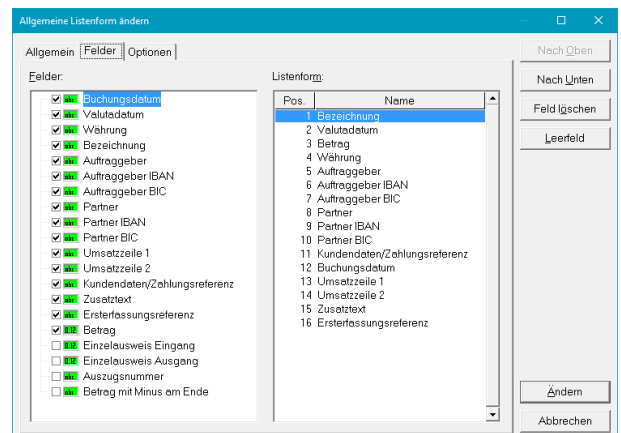 Allgemeine Listenform ändern
Allgemein Felder Optionen
Felder:
Buchungsdatum
Valutadatum
Währung
Bezeichnung
Auftraggeber
Auftraggeber IBAN
Auftraggeber BIC
Partner
Partner IBAN
Partner BIC
Umsatzzeile 1
Umsatzzeile 2
Kundendaten/Zahlungsreferenz
Zusatztext
Ersterfassungsreferenz
Betrag
Einzelausweis Eingang
Einzelausweis Ausgang
Auszugsnummer
Betrag mit Minus am Ende
Listenform:
Pos. Name
1 Bezeichnung
2 Valutadatum
3 Betrag
4 Währung
5 Auftraggeber
6 Auftraggeber IBAN
7 Auftraggeber BIC
8 Partner
9 Partner IBAN
10 Partner BIC
11 Kundendaten/Zahlungsreferenz
12 Buchungsdatum
13 Umsatzzeile 1
14 Umsatzzeile 2
15 Zusatztext
16 Ersterfassungsreferenz
Nach Oben
Nach Unten
Feld löschen
Leerfeld
Ändern
Abbrechen